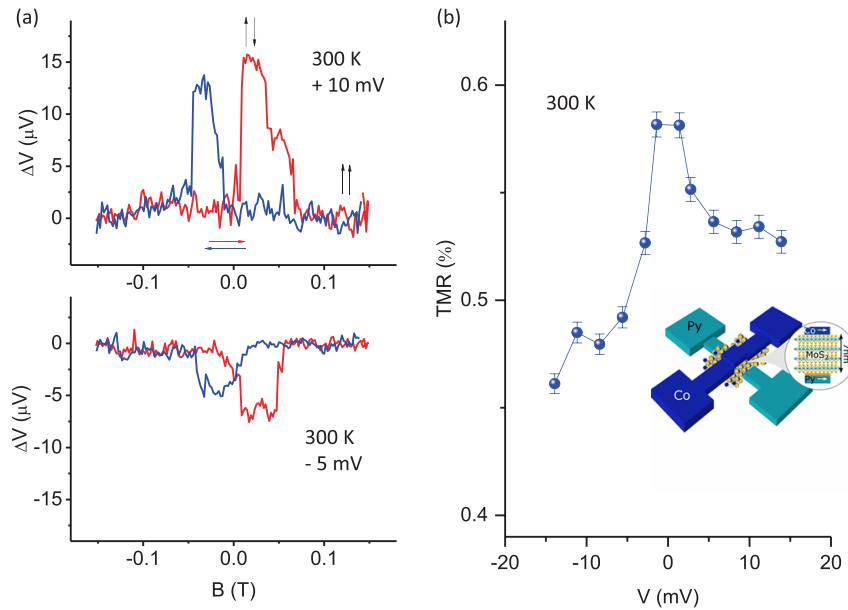 (a)
300 K
+ 10 mV
ΔV (μV)
15
10
5
0
-0.1
0.0
0.1
ΔV (μV)
0
-5
-10
-15
300 K
- 5 mV
-0.1
0.0
0.1
B (T)
(b)
300 K
TMR (%)
0.6
0.5
0.4
Py
Co
Co
MoS2
Py
-20
-10
0
10
20
V (mV)